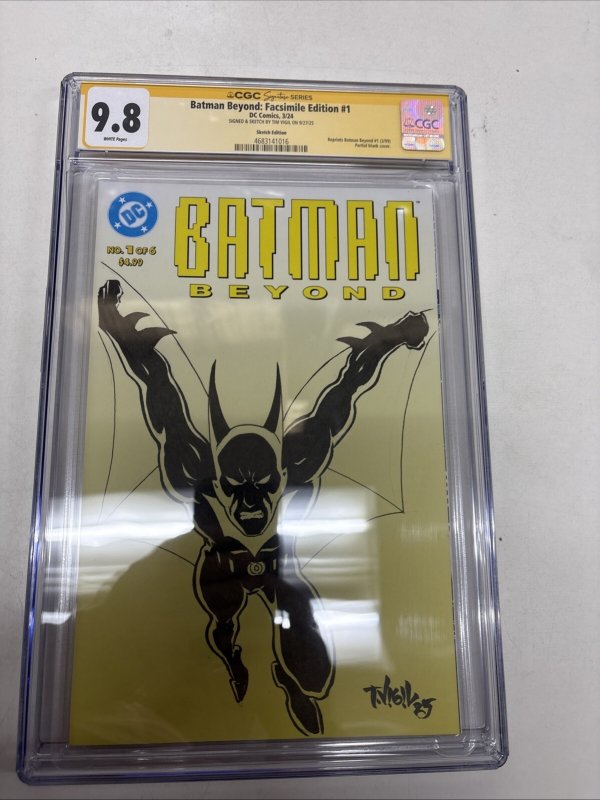 CGC Signature SERIES
9.8
WHITE Pages
Batman Beyond: Facsimile Edition #1
DC Comics, 3/24
SIGNED & SKETCH BY TIM VIGIL ON 9/27/25
Sketch Edition
4683141016
Reprints Batman Beyond #1 (3/99)
Partial blank cover.
CGC
DC
NO. 1 OF 6
$4.99
BATMAN
BEYOND
TM
T.VIGIL 25